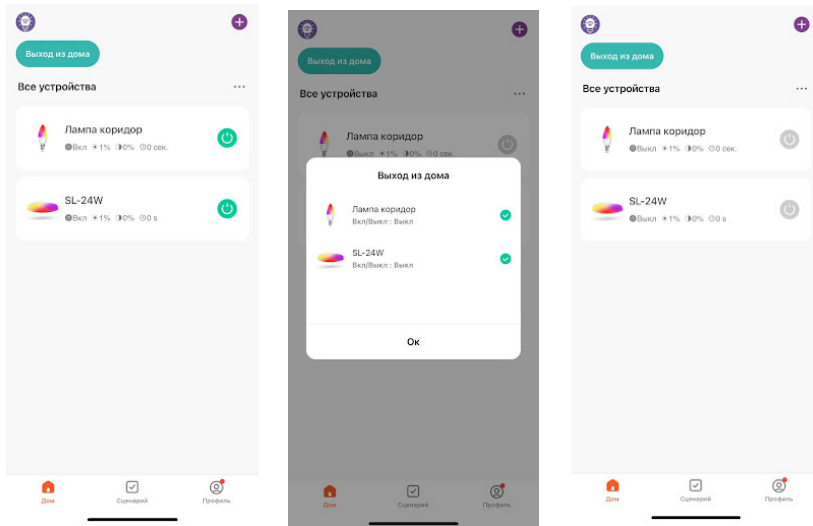 Выход из дома
Все устройства
Лампа коридор
Вкл 1% 0% 0 сек.
SL-24W
Вкл 1% 0% 0 s
Дом
Сценарий
Профиль
Выход из дома
Все устройства
Лампа коридор
Выкл 1% 0% 0 сек.
Выход из дома
Лампа коридор
Вкл/Выкл : Выкл
SL-24W
Вкл/Выкл : Выкл
Ок
Дом
Сценарий
Профиль
Выход из дома
Все устройства
Лампа коридор
Выкл 1% 0% 0 сек.
SL-24W
Выкл 1% 0% 0 s
Дом
Сценарий
Профиль